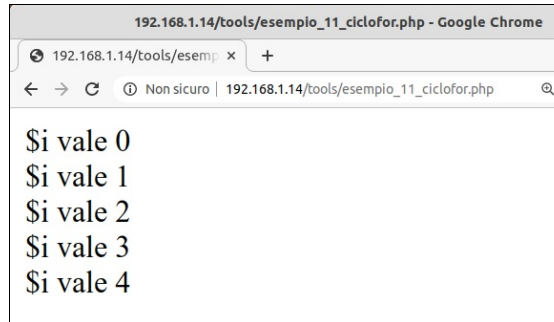 192.168.1.14/tools/esempio_11_ciclofor.php - Google Chrome
192.168.1.14/tools/esemp
Non sicuro | 192.168.1.14/tools/esempio_11_ciclofor.php
$i vale 0
$i vale 1
$i vale 2
$i vale 3
$i vale 4